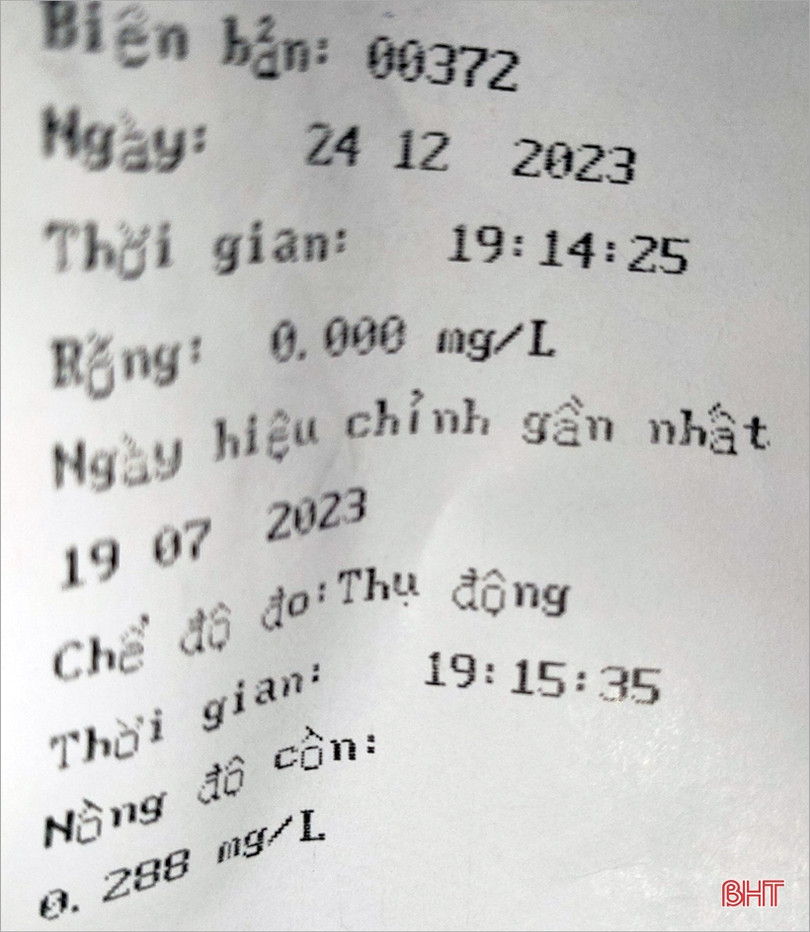 Biên bản: 00372
Ngày: 24 12 2023
Thời gian: 19:14:25
Rỗng: 0.000 mg/L
Ngày hiệu chỉnh gần nhật
19 07 2023
Chể độ đo:Thụ động
Thời gian: 19:15:35
Nồng độ cồn:
0.288 mg/L
BHT